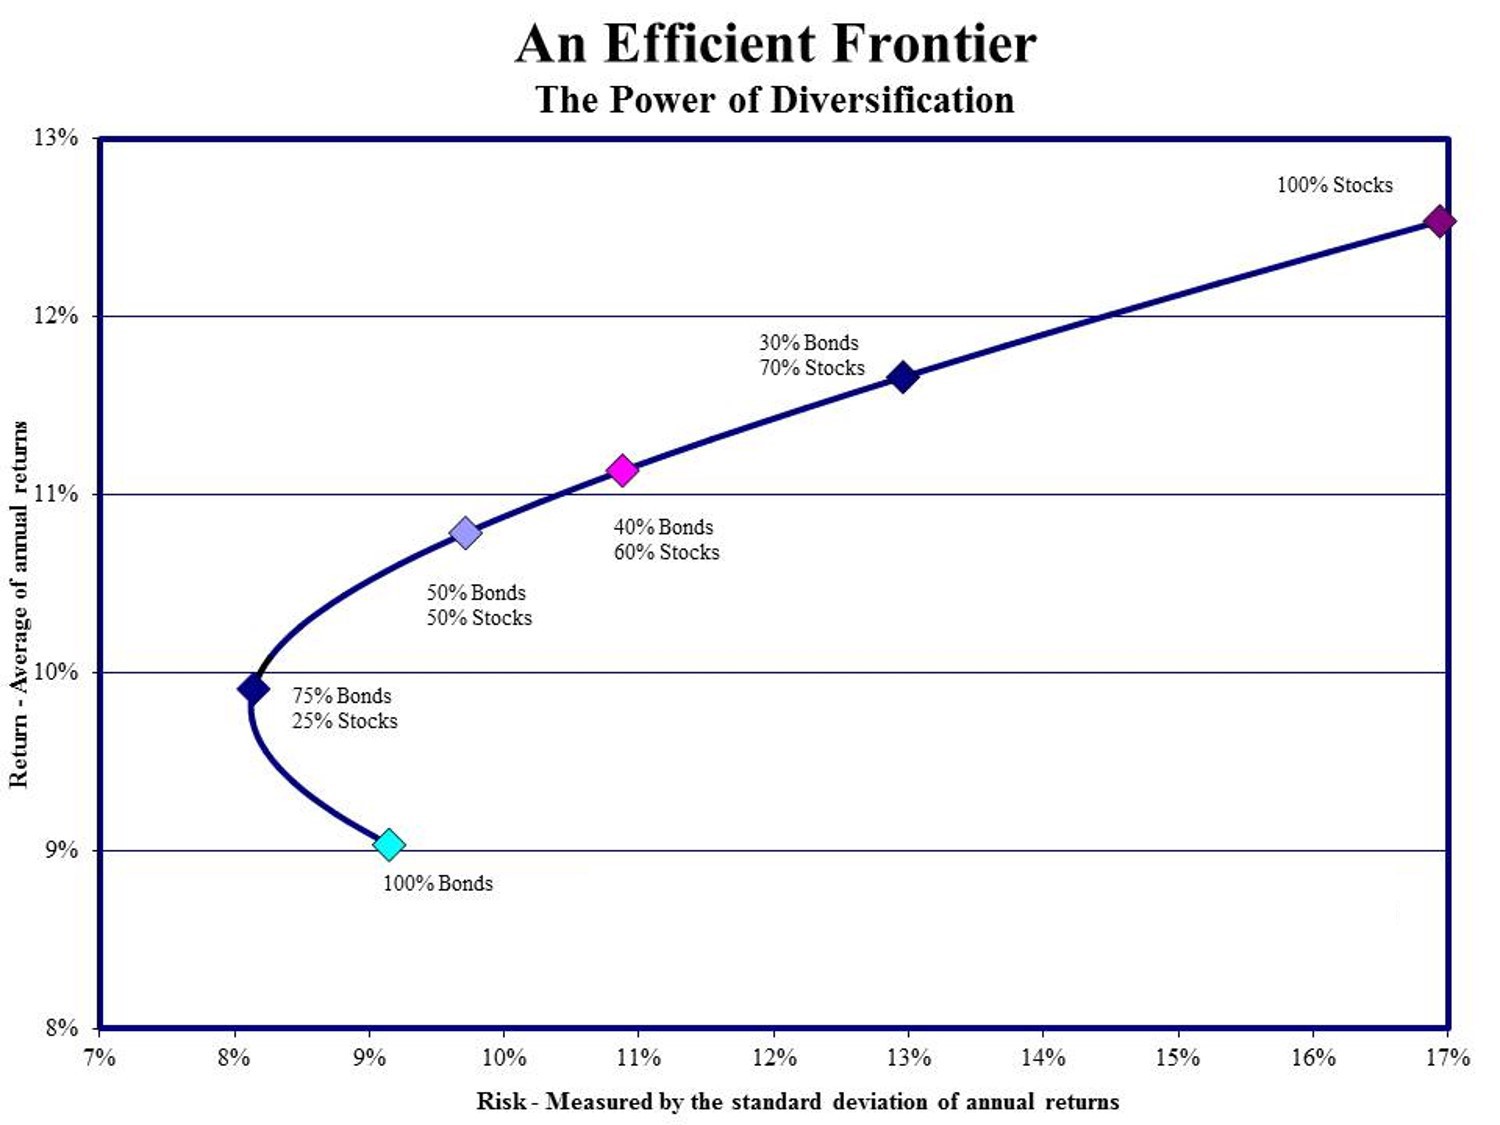 An Efficient Frontier
The Power of Diversification
13%
12%
11%
10%
9%
8%
Return - Average of annual returns
100% Stocks
30% Bonds
70% Stocks
40% Bonds
60% Stocks
50% Bonds
50% Stocks
75% Bonds
25% Stocks
100% Bonds
7%
8%
9%
10%
11%
12%
13%
14%
15%
16%
17%
Risk - Measured by the standard deviation of annual returns